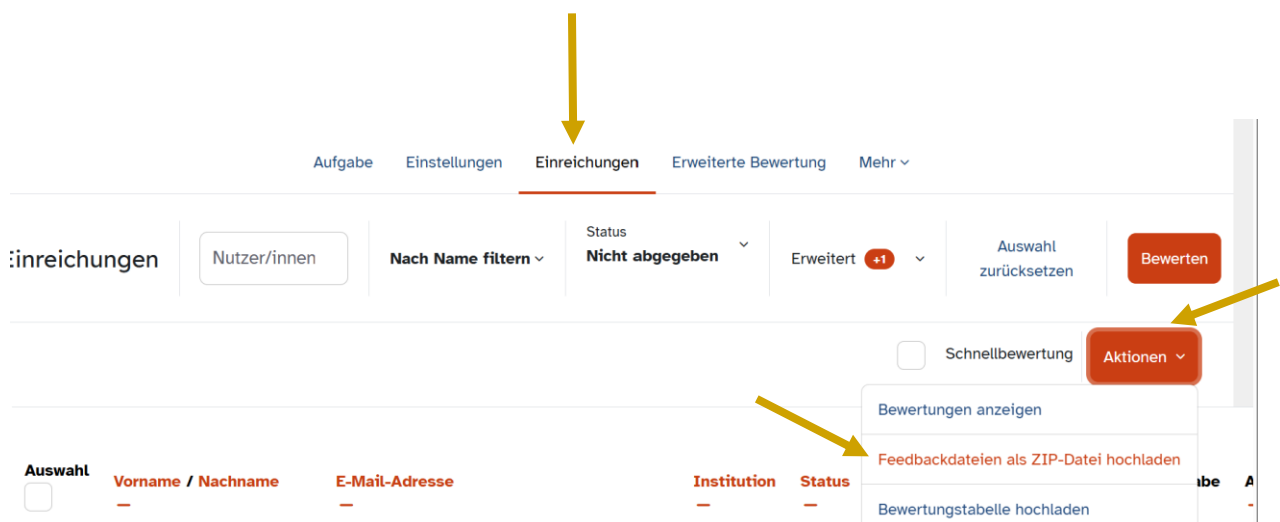 Aufgabe Einstellungen Einreichungen Erweiterte Bewertung Mehr
Einreichungen Nutzer/innen Nach Name filtern Status Nicht abgegeben Erweitert +1 Auswahl zurücksetzen Bewerten
Schnellbewertung Aktionen
Bewertungen anzeigen
Feedbackdateien als ZIP-Datei hochladen
Auswahl Vorname / Nachname E-Mail-Adresse Institution Status
Bewertungstabelle hochladen